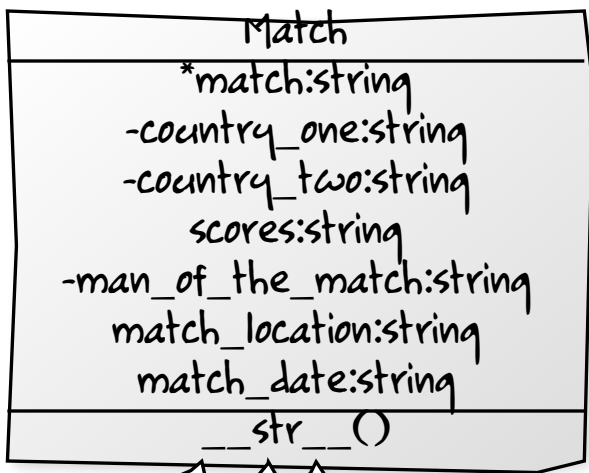 Match
*match:string
-country_one:string
-country_two:string
scores:string
-man_of_the_match:string
match_location:string
match_date:string
__str__()